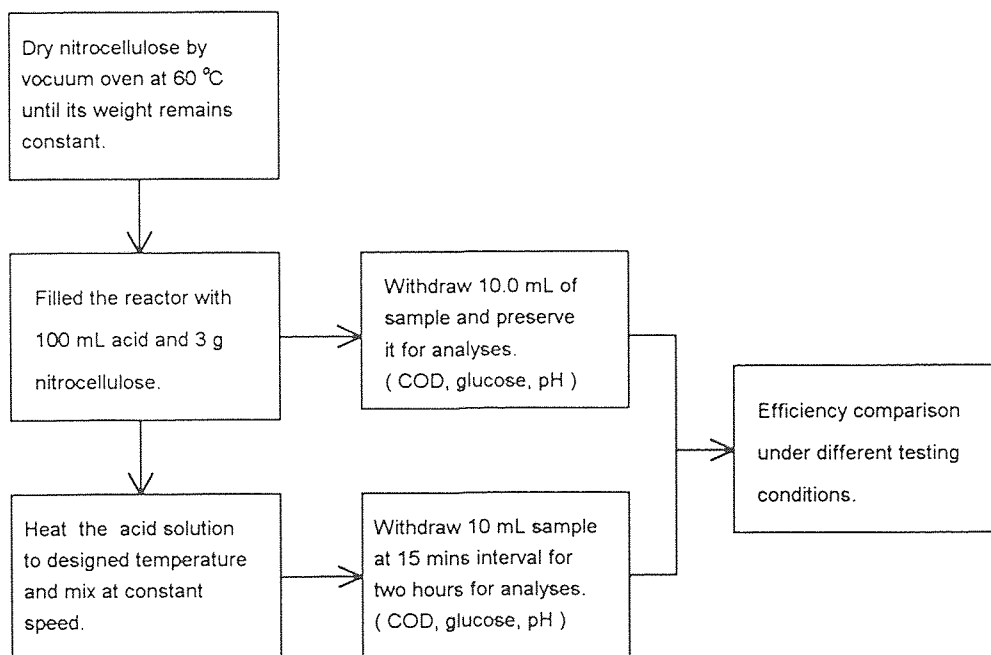 Dry nitrocellulose by
vocuum oven at 60 °C
until its weight remains
constant.
Filled the reactor with
100 mL acid and 3 g
nitrocellulose.
Withdraw 10.0 mL of
sample and preserve
it for analyses.
( COD, glucose, pH )
Heat the acid solution
to designed temperature
and mix at constant
speed.
Withdraw 10 mL sample
at 15 mins interval for
two hours for analyses.
( COD, glucose, pH )
Efficiency comparison
under different testing
conditions.